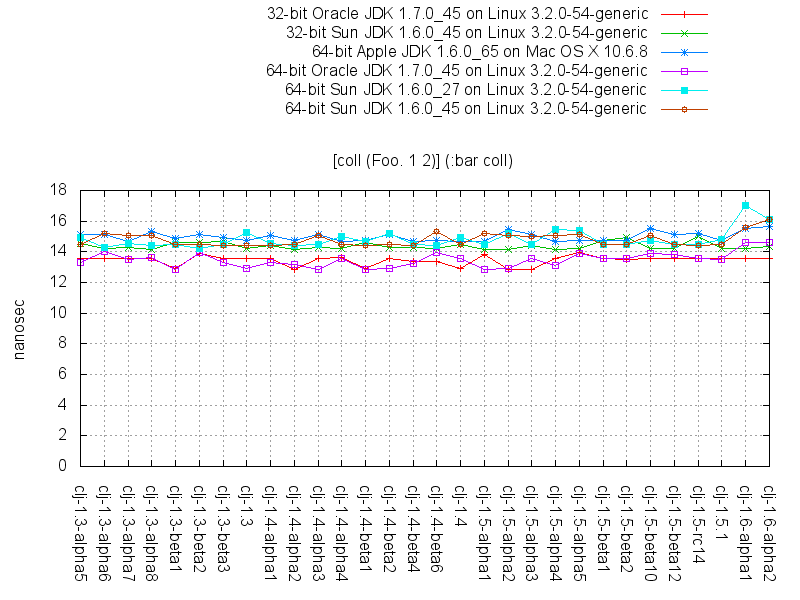 32-bit Oracle JDK 1.7.0_45 on Linux 3.2.0-54-generic
32-bit Sun JDK 1.6.0_45 on Linux 3.2.0-54-generic
64-bit Apple JDK 1.6.0_65 on Mac OS X 10.6.8
64-bit Oracle JDK 1.7.0_45 on Linux 3.2.0-54-generic
64-bit Sun JDK 1.6.0_27 on Linux 3.2.0-54-generic
64-bit Sun JDK 1.6.0_45 on Linux 3.2.0-54-generic
[coll (Foo. 1 2)] (:bar coll)
18
16
14
12
10
8
6
4
2
0
nanosec
clj-1.3-alpha5
clj-1.3-alpha6
clj-1.3-alpha7
clj-1.3-alpha8
clj-1.3-beta1
clj-1.3-beta2
clj-1.3-beta3
clj-1.3
clj-1.4-alpha1
clj-1.4-alpha2
clj-1.4-alpha3
clj-1.4-alpha4
clj-1.4-beta1
clj-1.4-beta2
clj-1.4-beta4
clj-1.4-beta6
clj-1.4
clj-1.5-alpha1
clj-1.5-alpha2
clj-1.5-alpha3
clj-1.5-alpha4
clj-1.5-alpha5
clj-1.5-beta1
clj-1.5-beta2
clj-1.5-beta10
clj-1.5-beta12
clj-1.5-rc14
clj-1.5.1
clj-1.6-alpha1
clj-1.6-alpha2